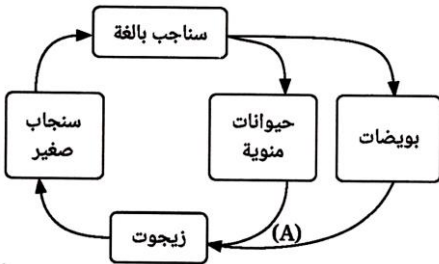 سناجب بالغة
سنجاب
صغير
حيوانات
منوية
بويضات
(A)
زيجوت